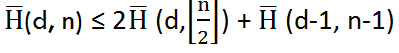 H̅(d, n) ≤ 2H̅ (d,⌊n/2⌋) + H̅ (d-1, n-1)